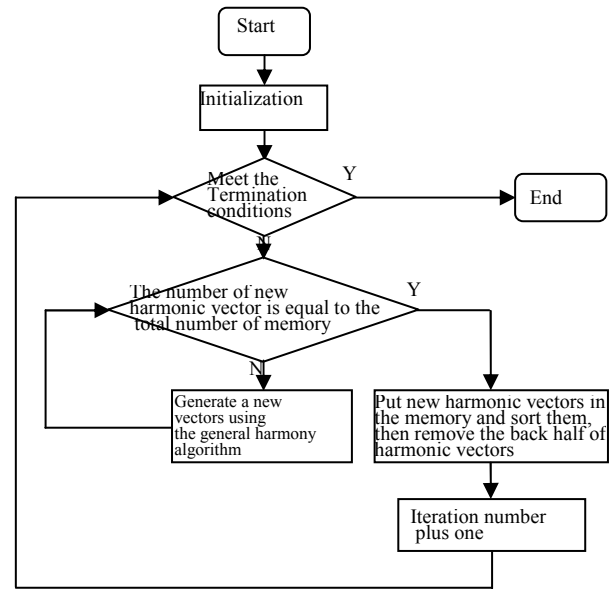 Start
Initialization
Meet the
Termination
conditions
Y
End
N
The number of new
harmonic vector is equal to the
total number of memory
Y
N
Generate a new
vectors using
the general harmony
algorithm
Put new harmonic vectors in
the memory and sort them,
then remove the back half of
harmonic vectors
Iteration number
plus one